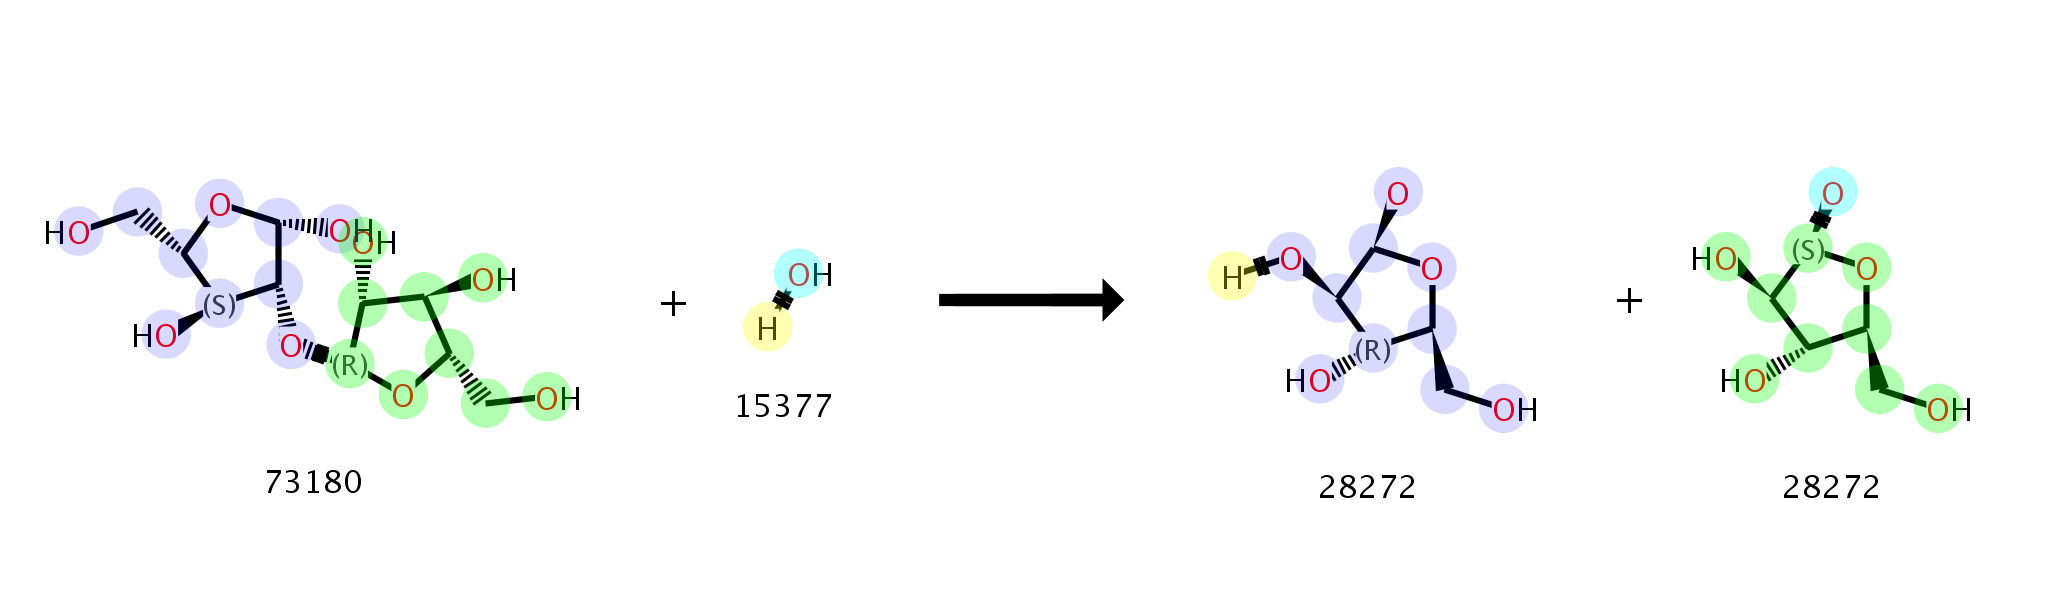 HO O OH OH OH (S) HO O (R) O OH
+
OH H
15377
73180
O H O O (R) HO OH
28272
+
O (S) HO O HO OH
28272